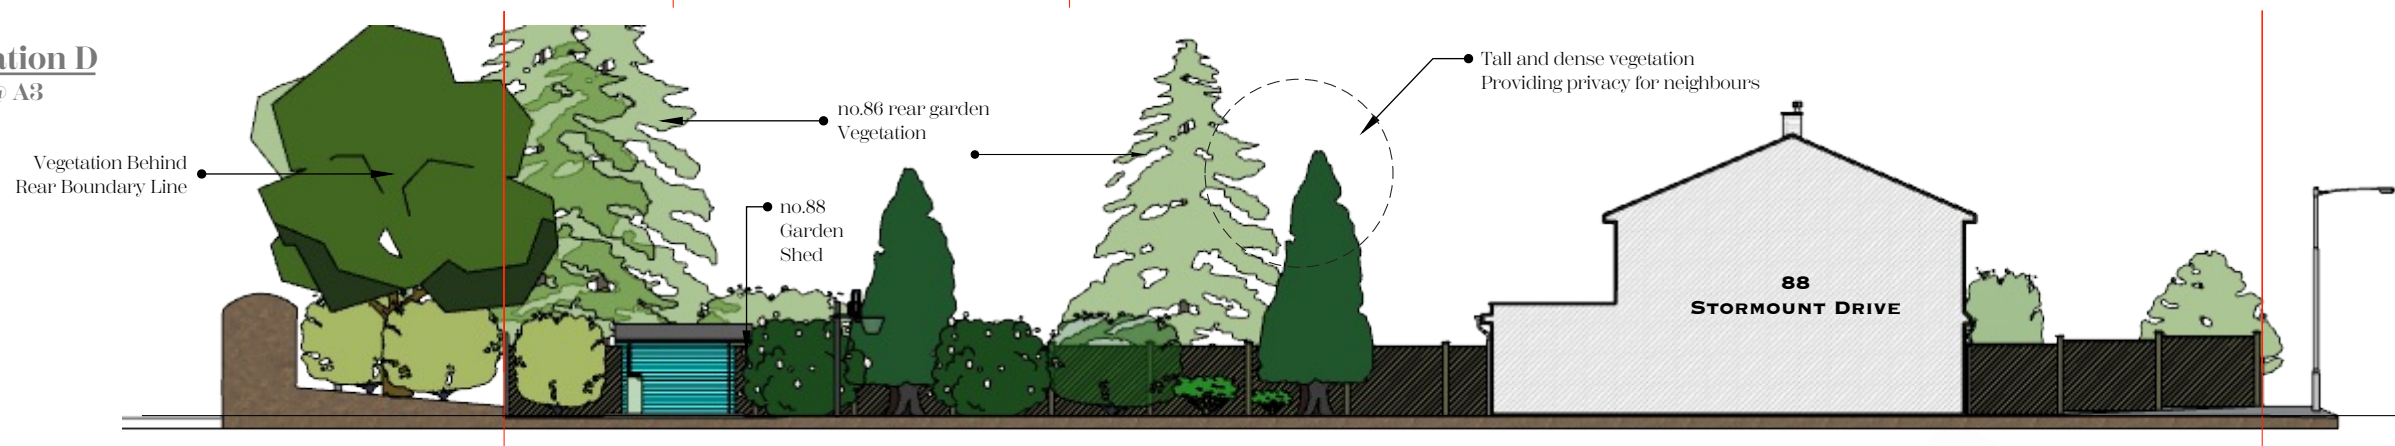 ation D
@ A3
Vegetation Behind
Rear Boundary Line
no.86 rear garden
Vegetation
no.88
Garden
Shed
Tall and dense vegetation
Providing privacy for neighbours
88
Stormount Drive